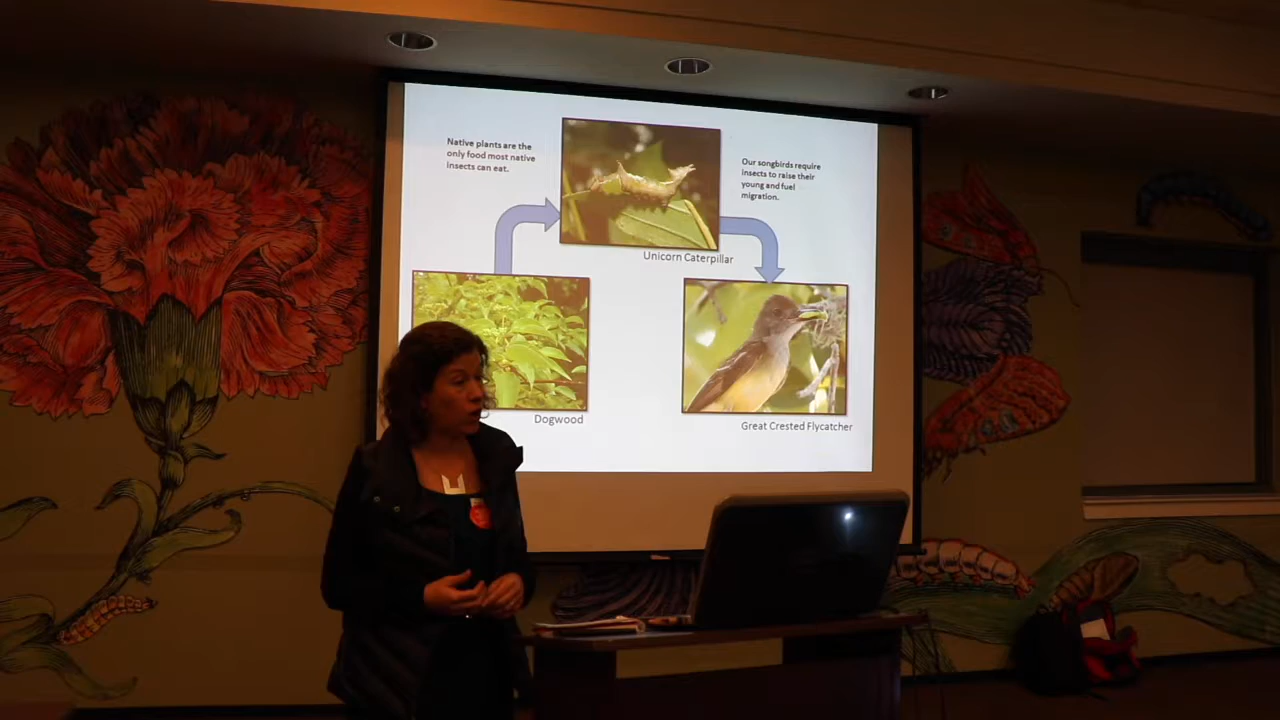 Native plants are the
only food most native
insects can eat.
Our songbirds require
insects to raise their
young and fuel
migration.
Unicorn Caterpillar
Dogwood
Great Crested Flycatcher